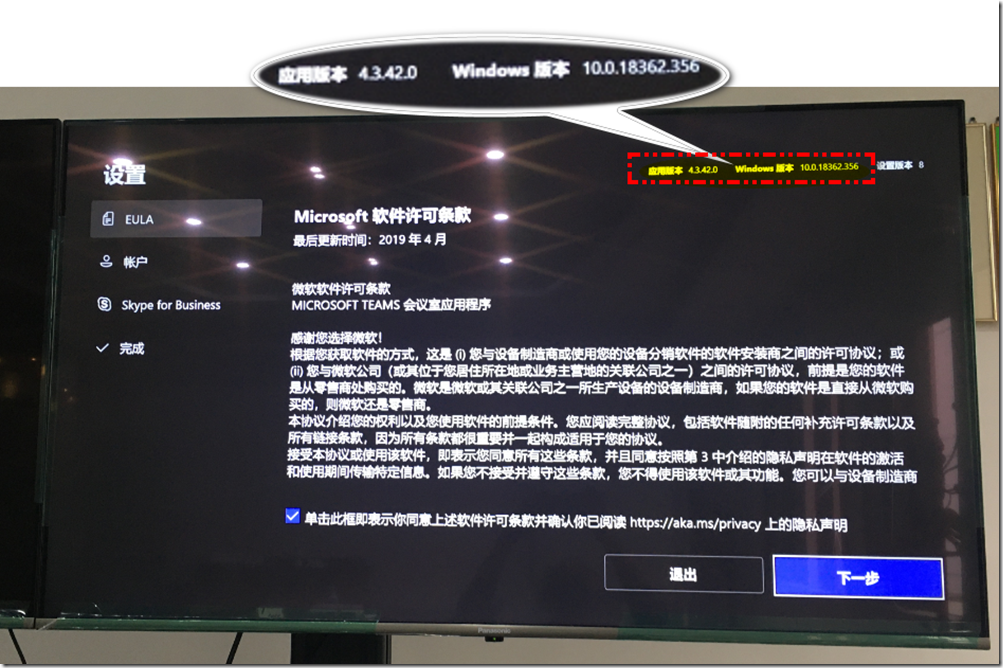 应用版本 4.3.42.0 Windows 版本 10.0.18362.356
设置
应用版本 4.3.42.0 Windows 版本 10.0.18362.356 设置版本 8
EULA
帐户
Skype for Business
完成
Microsoft 软件许可条款
最后更新时间：2019 年 4 月
微软软件许可条款
MICROSOFT TEAMS 会议室应用程序
感谢您选择微软！
根据您获取软件的方式，这是 (i) 您与设备制造商或使用您的设备分销软件的软件安装商之间的许可协议；或
(ii) 您与微软公司（或其位于您居住所在地或业务主营地的关联公司之一）之间的许可协议，前提是您的软件
是从零售商处购买的。微软是微软或其关联公司之一所生产设备的设备制造商，如果您的软件是直接从微软购
买的，则微软还是零售商。
本协议介绍您的权利以及您使用软件的前提条件。您应阅读完整协议，包括软件随附的任何补充许可条款以及
所有链接条款，因为所有条款都很重要并一起构成适用于您的协议。
接受本协议或使用该软件，即表示您同意所有这些条款，并且同意按照第 3 中介绍的隐私声明在软件的激活
和使用期间传输特定信息。如果您不接受并遵守这些条款，您不得使用该软件或其功能。您可以与设备制造商
单击此框即表示你同意上述软件许可条款并确认你已阅读 https://aka.ms/privacy 上的隐私声明
退出
下一步
Panasonic